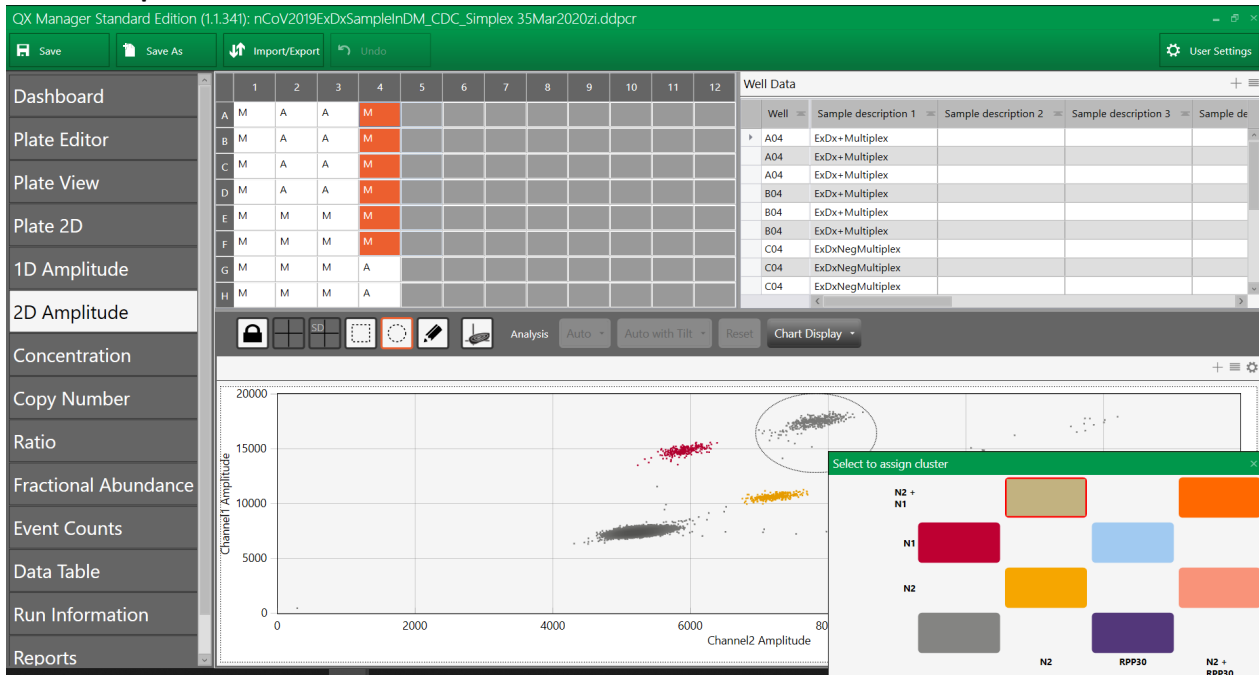 QX Manager Standard Edition (1.1.341): nCoV2019ExDxSampleInDM_CDC_Simplex 35Mar2020zi.ddpcr
Save
Save As
Import/Export
Undo
User Settings
Dashboard
Plate Editor
Plate View
Plate 2D
1D Amplitude
2D Amplitude
Concentration
Copy Number
Ratio
Fractional Abundance
Event Counts
Data Table
Run Information
Reports
1 2 3 4 5 6 7 8 9 10 11 12
A M A A M
B M A A M
C M A A M
D M A A M
E M M M M
F M M M M
G M M M A
H M M M A
Well Data
Well Sample description 1 Sample description 2 Sample description 3 Sample de
A04 ExDx+Multiplex
A04 ExDx+Multiplex
A04 ExDx+Multiplex
B04 ExDx+Multiplex
B04 ExDx+Multiplex
B04 ExDx+Multiplex
C04 ExDxNegMultiplex
C04 ExDxNegMultiplex
C04 ExDxNegMultiplex
SD
Analysis
Auto
Auto with Tilt
Reset
Chart Display
Channel1 Amplitude
20000
15000
10000
5000
0
0 2000 4000 6000 80
Channel2 Amplitude
Select to assign cluster
N2 +
N1
N1
N2
N2 RPP30 N2 +
RPP30